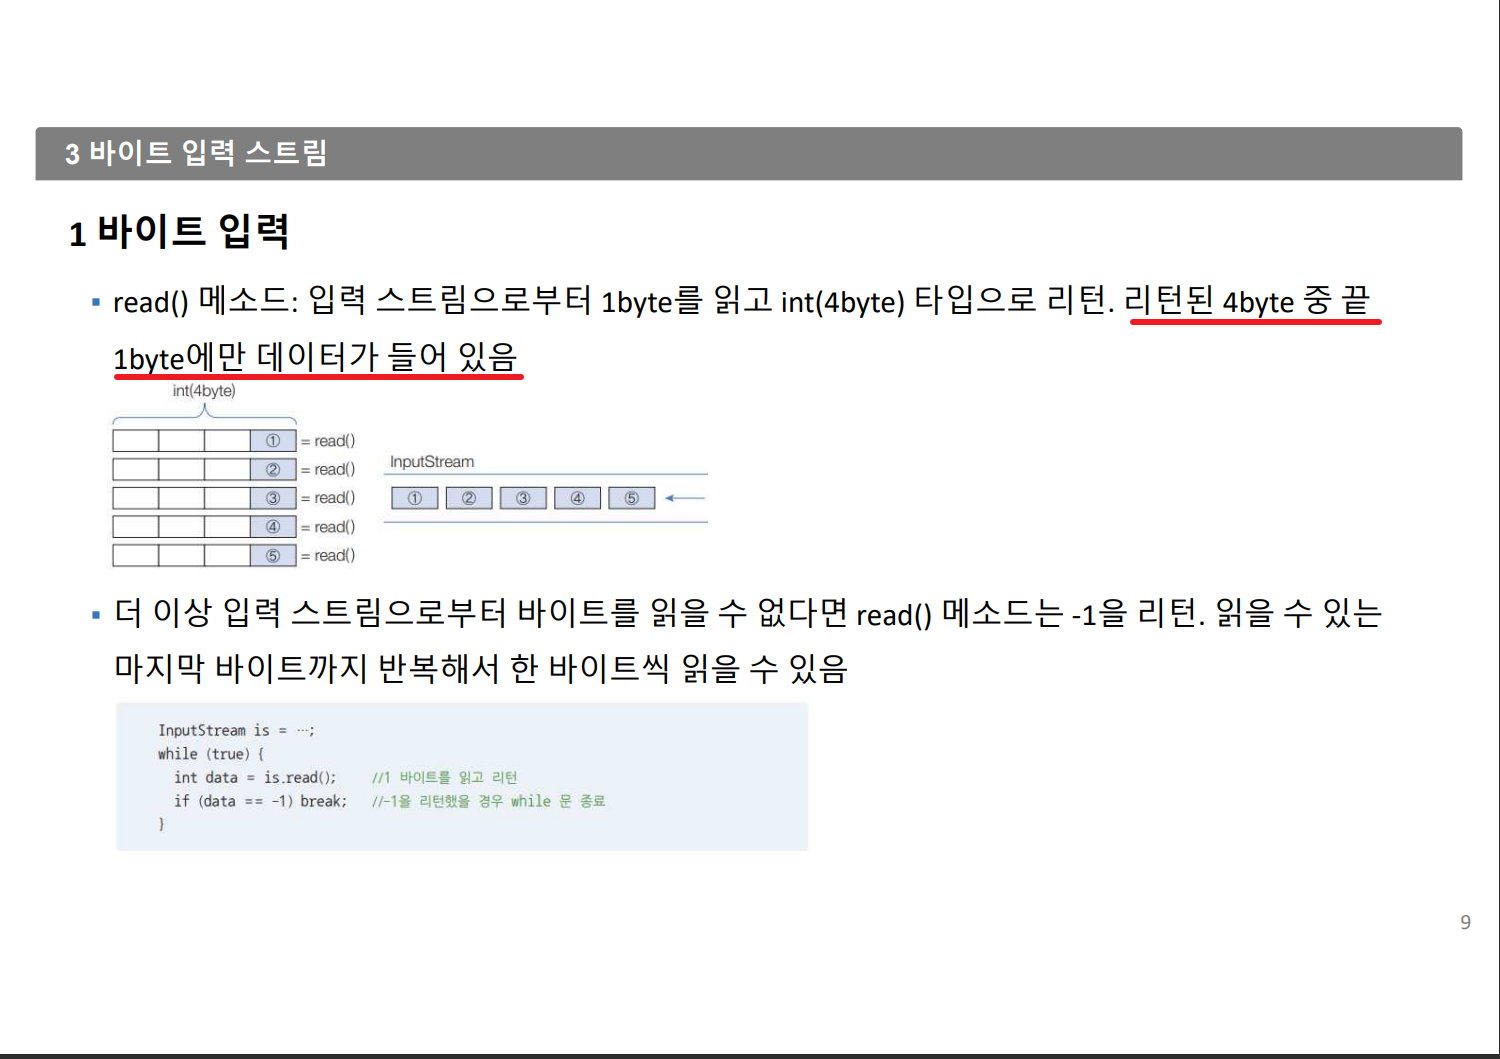 3 바이트 입력 스트림
1 바이트 입력
▪ read() 메소드: 입력 스트림으로부터 1byte를 읽고 int(4byte) 타입으로 리턴. 리턴된 4byte 중 끝
1byte에만 데이터가 들어 있음
int(4byte)
① = read()
② = read()
③ = read()
④ = read()
⑤ = read()
InputStream
① ② ③ ④ ⑤
▪ 더 이상 입력 스트림으로부터 바이트를 읽을 수 없다면 read() 메소드는 -1을 리턴. 읽을 수 있는
마지막 바이트까지 반복해서 한 바이트씩 읽을 수 있음
InputStream is = …;
while (true) {
int data = is.read(); //1 바이트를 읽고 리턴
if (data == -1) break; //-1을 리턴했을 경우 while 문 종료
}
9